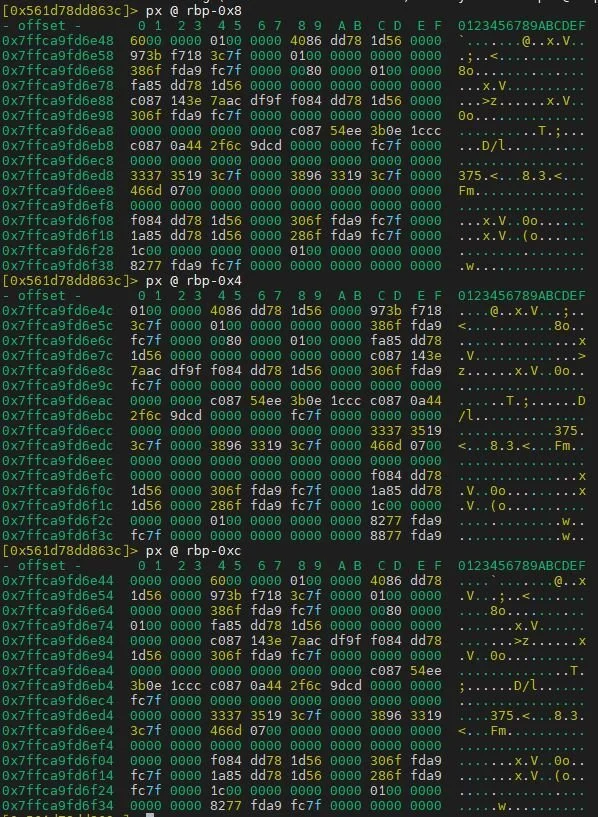 [0x561d78dd863c]> px @ rbp-0x8
- offset -       0 1  2 3  4 5  6 7  8 9  A B  C D  E F  0123456789ABCDEF
0x7ffca9fd6e48  6000 0000 0100 0000 4086 dd78 1d56 0000  `.......@..x.V..
0x7ffca9fd6e58  973b f718 3c7f 0000 0100 0000 0000 0000  .;..<...........
0x7ffca9fd6e68  386f fda9 fc7f 0000 0080 0000 0100 0000  8o..............
0x7ffca9fd6e78  fa85 dd78 1d56 0000 0000 0000 0000 0000  ...x.V..........
0x7ffca9fd6e88  c087 143e 7aac df9f f084 dd78 1d56 0000  ...>z......x.V..
0x7ffca9fd6e98  306f fda9 fc7f 0000 0000 0000 0000 0000  0o..............
0x7ffca9fd6ea8  0000 0000 0000 0000 c087 54ee 3b0e 1ccc  ..........T.;...
0x7ffca9fd6eb8  c087 0a44 2f6c 9dcd 0000 0000 fc7f 0000  ...D/l..........
0x7ffca9fd6ec8  0000 0000 0000 0000 0000 0000 0000 0000  ................
0x7ffca9fd6ed8  3337 3519 3c7f 0000 3896 3319 3c7f 0000  375.<...8.3.<...
0x7ffca9fd6ee8  466d 0700 0000 0000 0000 0000 0000 0000  Fm..............
0x7ffca9fd6ef8  0000 0000 0000 0000 0000 0000 0000 0000  ................
0x7ffca9fd6f08  f084 dd78 1d56 0000 306f fda9 fc7f 0000  ...x.V..0o......
0x7ffca9fd6f18  1a85 dd78 1d56 0000 286f fda9 fc7f 0000  ...x.V..(o......
0x7ffca9fd6f28  1c00 0000 0000 0000 0100 0000 0000 0000  ................
0x7ffca9fd6f38  8277 fda9 fc7f 0000 0000 0000 0000 0000  .w..............
[0x561d78dd863c]> px @ rbp-0x4
- offset -       0 1  2 3  4 5  6 7  8 9  A B  C D  E F  0123456789ABCDEF
0x7ffca9fd6e4c  0100 0000 4086 dd78 1d56 0000 973b f718  ....@..x.V...;..
0x7ffca9fd6e5c  3c7f 0000 0100 0000 0000 0000 386f fda9  <...........8o..
0x7ffca9fd6e6c  fc7f 0000 0080 0000 0100 0000 fa85 dd78  ...............x
0x7ffca9fd6e7c  1d56 0000 0000 0000 0000 0000 c087 143e  .V.............>
0x7ffca9fd6e8c  7aac df9f f084 dd78 1d56 0000 306f fda9  z......x.V..0o..
0x7ffca9fd6e9c  fc7f 0000 0000 0000 0000 0000 0000 0000  ................
0x7ffca9fd6eac  0000 0000 c087 54ee 3b0e 1ccc c087 0a44  ......T.;......D
0x7ffca9fd6ebc  2f6c 9dcd 0000 0000 fc7f 0000 0000 0000  /l..............
0x7ffca9fd6ecc  0000 0000 0000 0000 0000 0000 3337 3519  ............375.
0x7ffca9fd6edc  3c7f 0000 3896 3319 3c7f 0000 466d 0700  <...8.3.<...Fm..
0x7ffca9fd6eec  0000 0000 0000 0000 0000 0000 0000 0000  ................
0x7ffca9fd6efc  0000 0000 0000 0000 0000 0000 f084 dd78  ...............x
0x7ffca9fd6f0c  1d56 0000 306f fda9 fc7f 0000 1a85 dd78  .V..0o.........x
0x7ffca9fd6f1c  1d56 0000 286f fda9 fc7f 0000 1c00 0000  .V..(o..........
0x7ffca9fd6f2c  0000 0000 0100 0000 0000 0000 8277 fda9  .............w..
0x7ffca9fd6f3c  fc7f 0000 0000 0000 0000 0000 8877 fda9  .............w..
[0x561d78dd863c]> px @ rbp-0xc
- offset -       0 1  2 3  4 5  6 7  8 9  A B  C D  E F  0123456789ABCDEF
0x7ffca9fd6e44  0000 0000 6000 0000 0100 0000 4086 dd78  ....`.......@..x
0x7ffca9fd6e54  1d56 0000 973b f718 3c7f 0000 0100 0000  .V...;..<.......
0x7ffca9fd6e64  0000 0000 386f fda9 fc7f 0000 0080 0000  ....8o..........
0x7ffca9fd6e74  0100 0000 fa85 dd78 1d56 0000 0000 0000  .......x.V......
0x7ffca9fd6e84  0000 0000 c087 143e 7aac df9f f084 dd78  .......>z......x
0x7ffca9fd6e94  1d56 0000 306f fda9 fc7f 0000 0000 0000  .V..0o..........
0x7ffca9fd6ea4  0000 0000 0000 0000 0000 0000 c087 54ee  ..............T.
0x7ffca9fd6eb4  3b0e 1ccc c087 0a44 2f6c 9dcd 0000 0000  ;......D/l......
0x7ffca9fd6ec4  fc7f 0000 0000 0000 0000 0000 0000 0000  ................
0x7ffca9fd6ed4  0000 0000 3337 3519 3c7f 0000 3896 3319  ....375.<...8.3.
0x7ffca9fd6ee4  3c7f 0000 466d 0700 0000 0000 0000 0000  <...Fm..........
0x7ffca9fd6ef4  0000 0000 0000 0000 0000 0000 0000 0000  ................
0x7ffca9fd6f04  0000 0000 f084 dd78 1d56 0000 306f fda9  .......x.V..0o..
0x7ffca9fd6f14  fc7f 0000 1a85 dd78 1d56 0000 286f fda9  .......x.V..(o..
0x7ffca9fd6f24  fc7f 0000 1c00 0000 0000 0000 0100 0000  ................
0x7ffca9fd6f34  0000 0000 8277 fda9 fc7f 0000 0000 0000  .....w..........